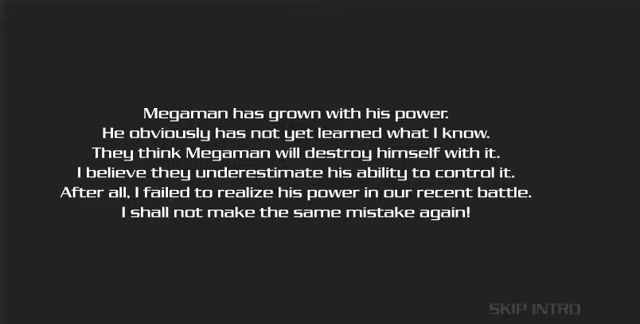 Megaman has grown with his power.
He obviously has not yet learned what I know.
They think Megaman will destroy himself with it.
I believe they underestimate his ability to control it.
After all, I failed to realize his power in our recent battle.
I shall not make the same mistake again!
SKIP INTRO